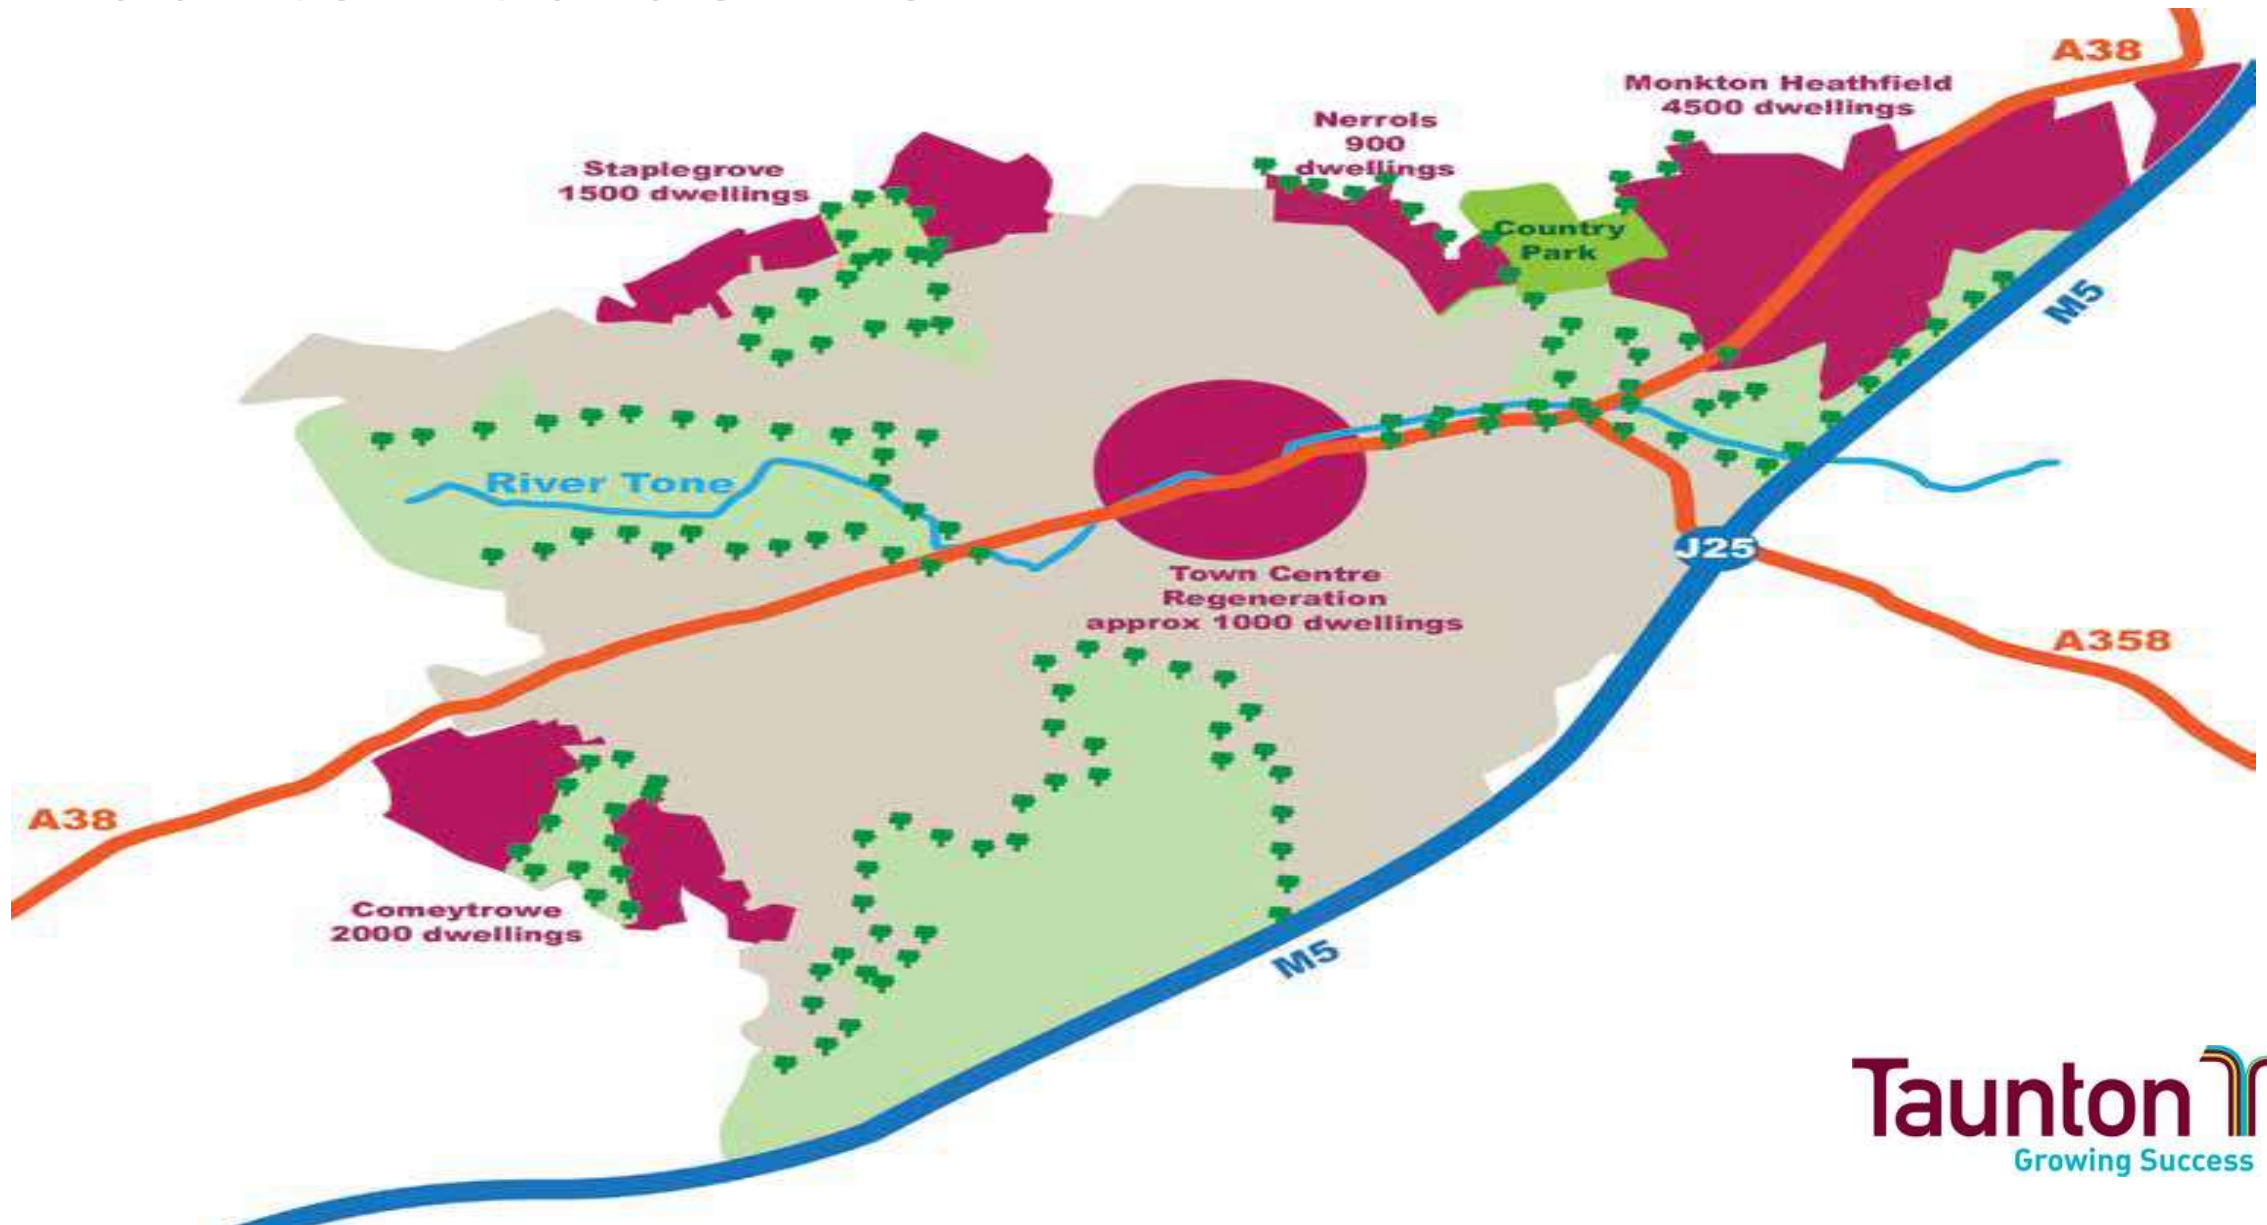 A38
Monkton Heathfield
4500 dwellings
Nerrols
900
dwellings
Staplegrove
1500 dwellings
Country
Park
M5
River Tone
J25
Town Centre
Regeneration
approx 1000 dwellings
A358
A38
Comeytrowe
2000 dwellings
M5
Taunton
Growing Success